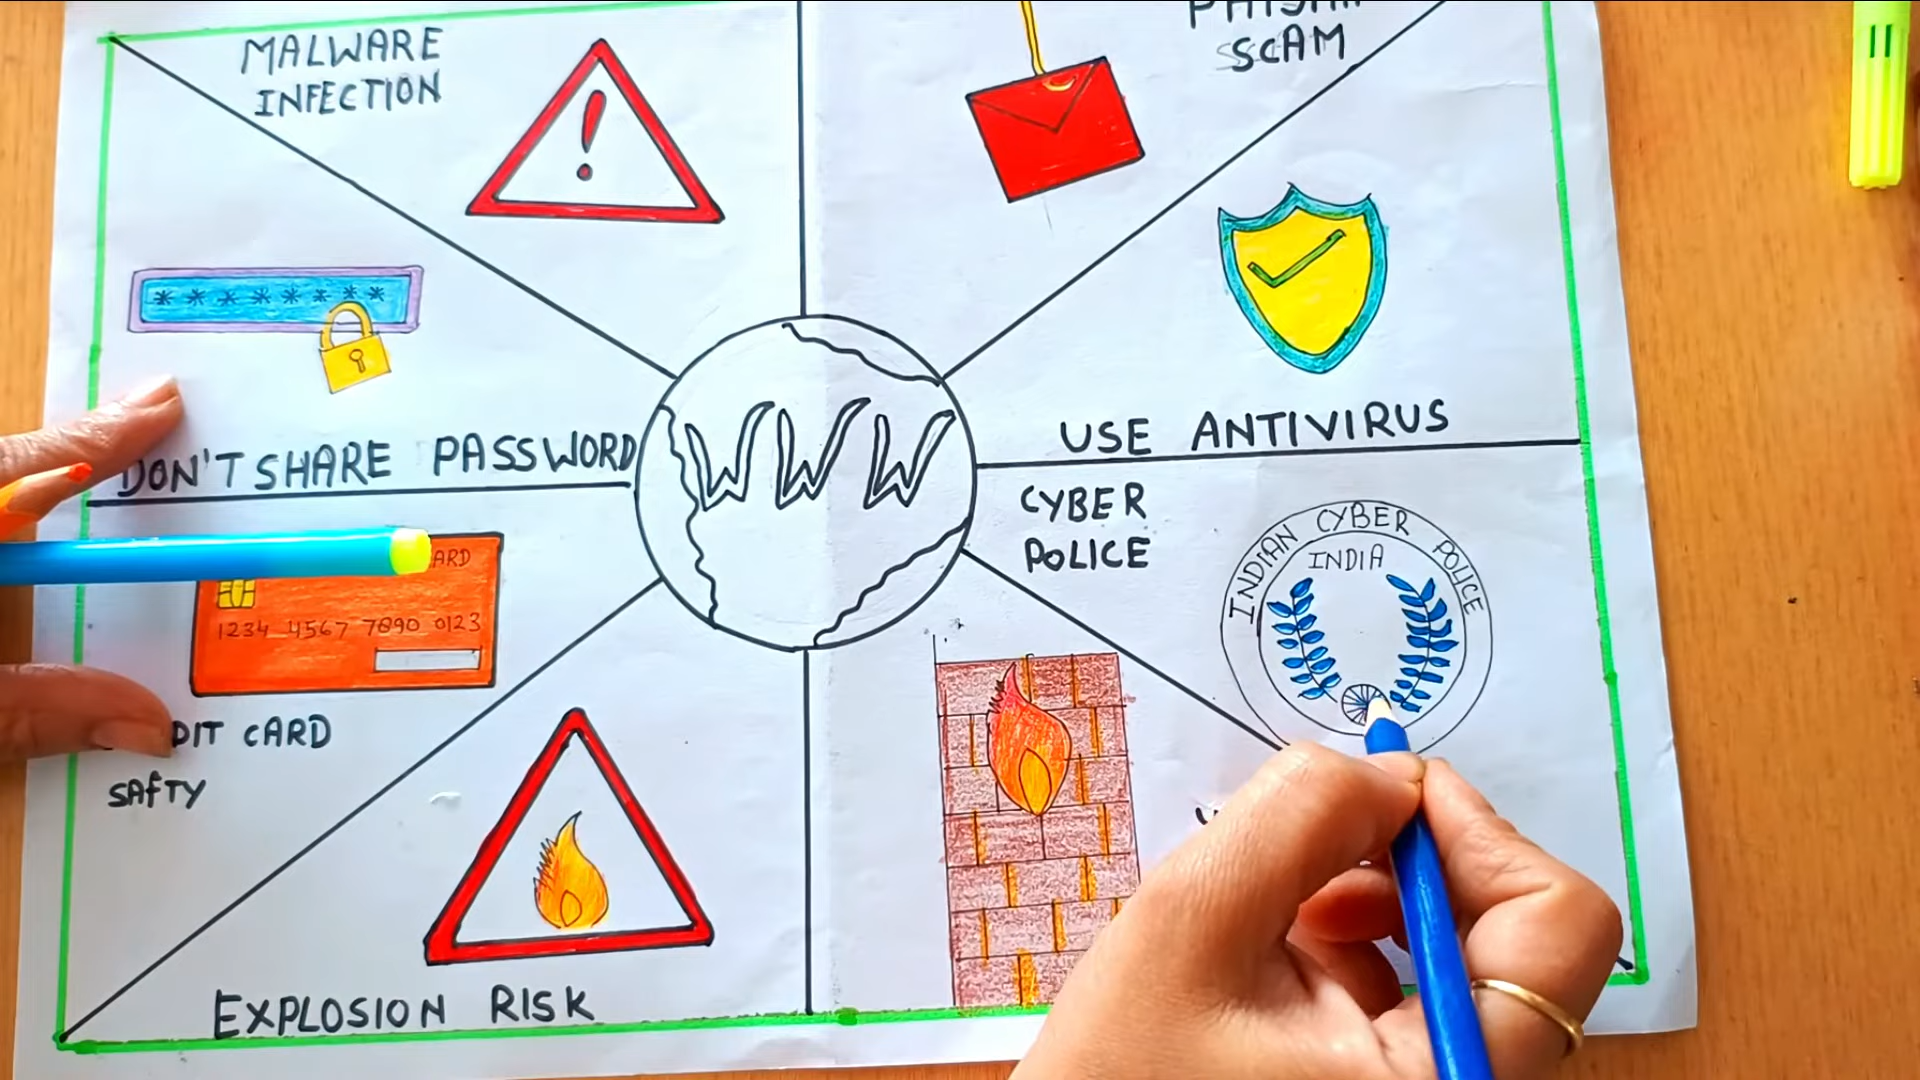 MALWARE
INFECTION
SCAM
* * * * * * * *
DON'T SHARE PASSWORD
WWW
USE ANTIVIRUS
CYBER
POLICE
INDIAN CYBER POLICE
INDIA
ARD
1234 4567 7890 0123
DIT CARD
SAfTY
EXPLOSION RISK